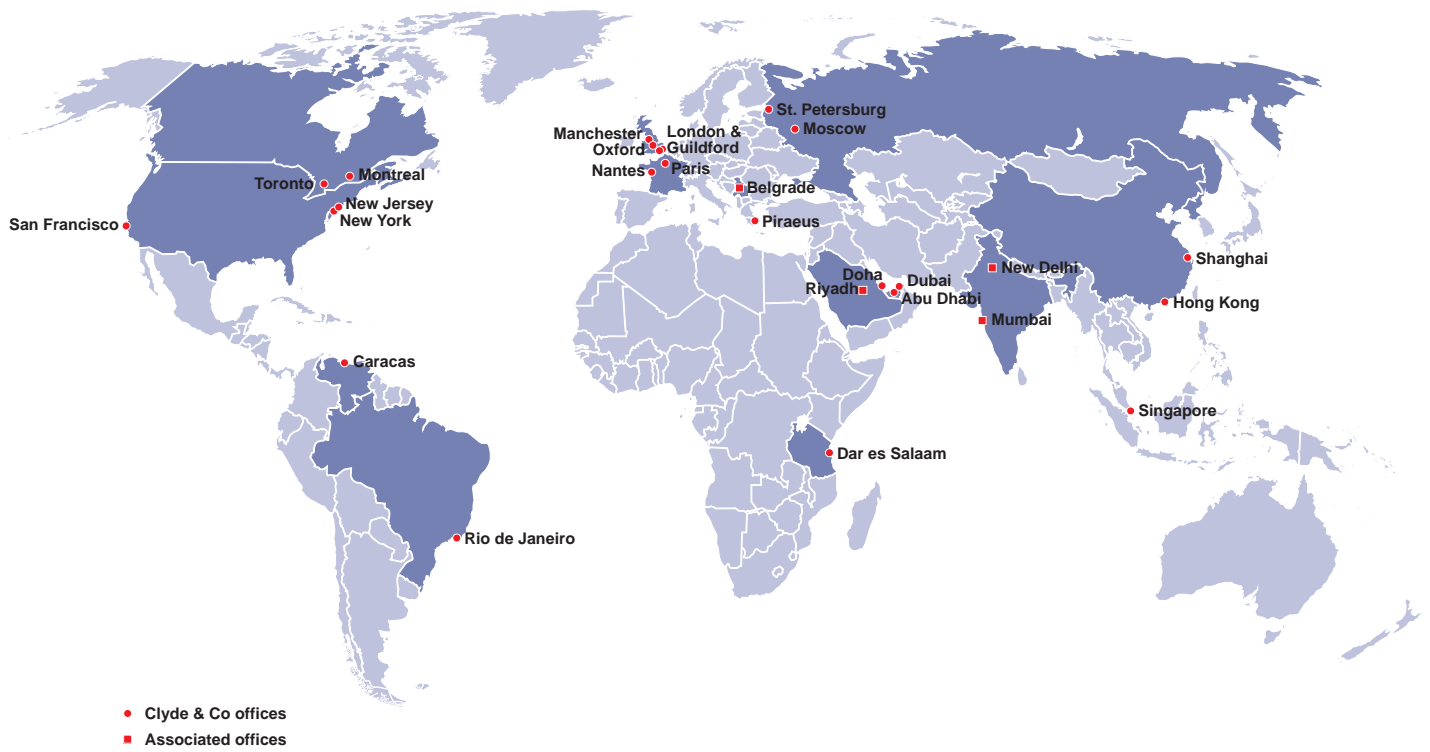 St. Petersburg
Moscow
Manchester
London &
Guildford
Oxford
Nantes
Paris
Belgrade
Piraeus
Toronto
Montreal
New Jersey
New York
San Francisco
Doha
Riyadh
Dubai
Abu Dhabi
New Delhi
Mumbai
Shanghai
Hong Kong
Caracas
Singapore
Dar es Salaam
Rio de Janeiro
Clyde & Co offices
Associated offices